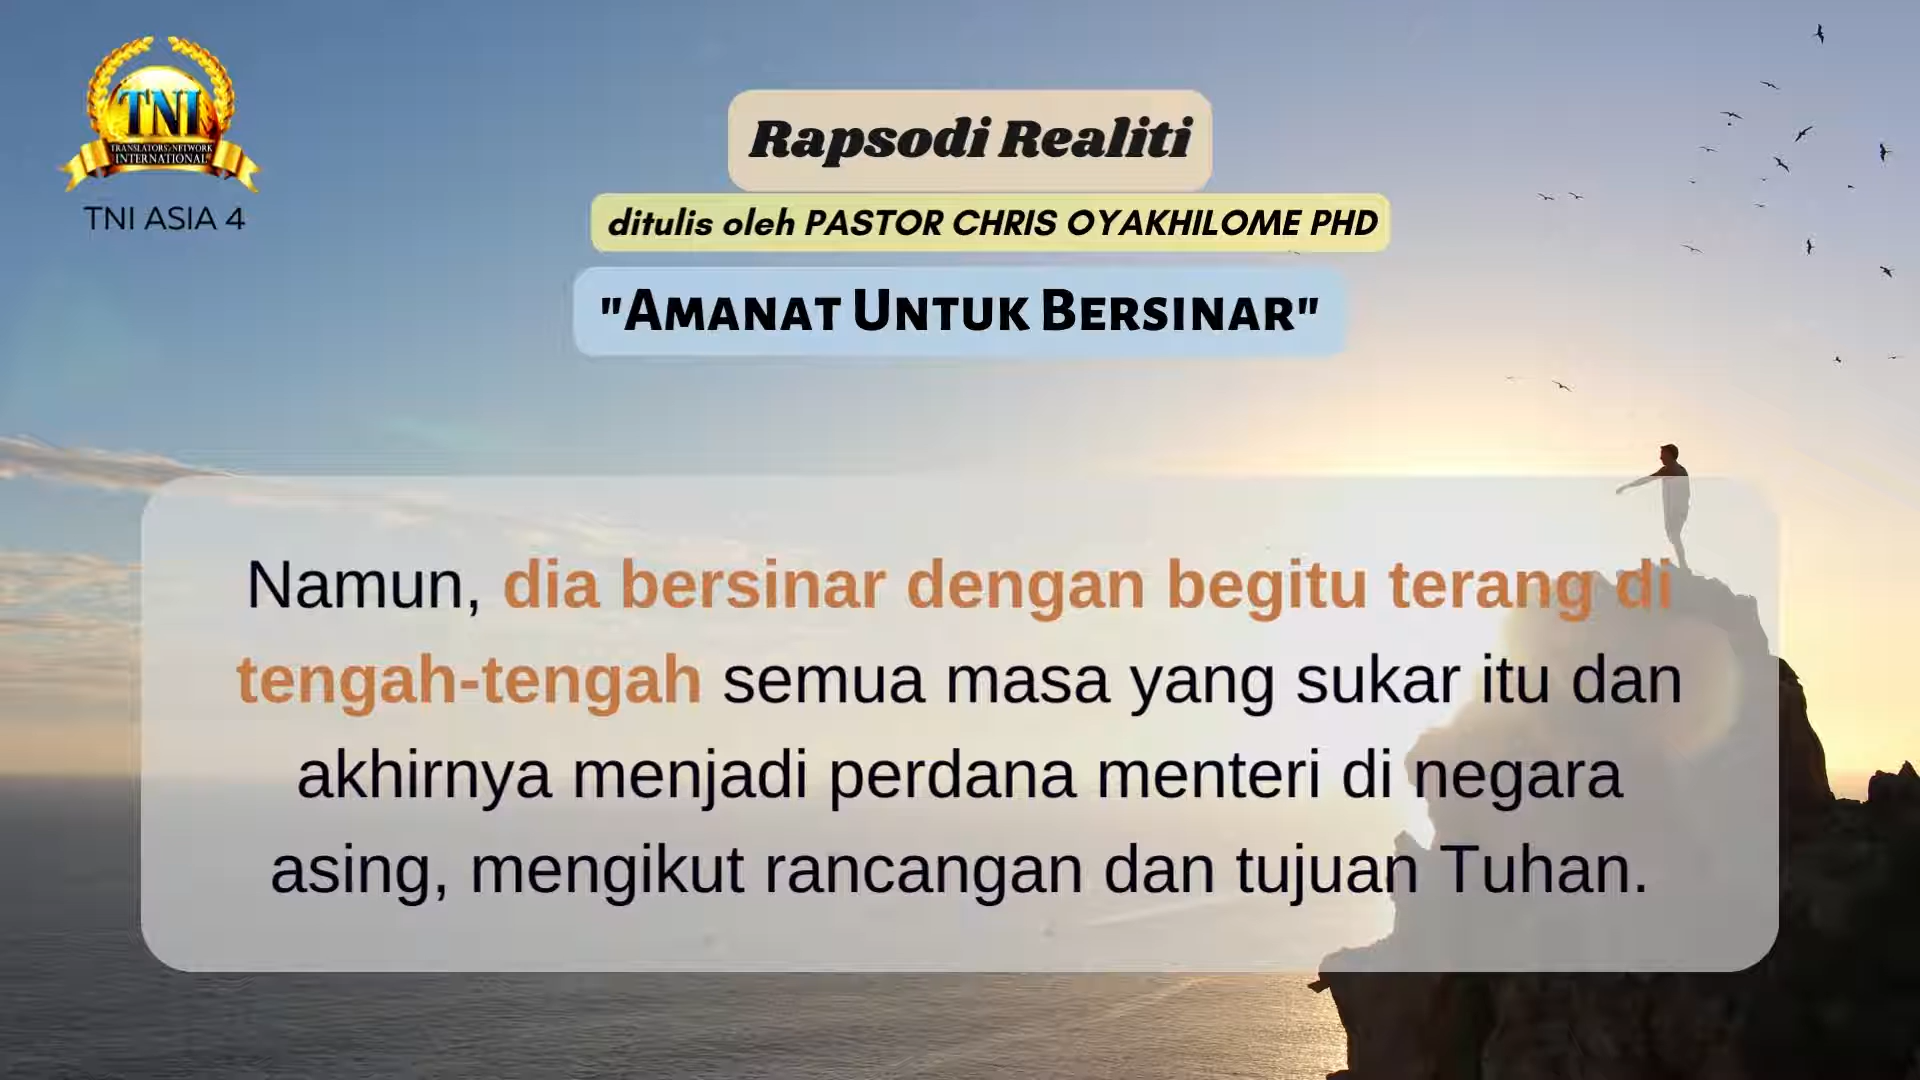 TNI
TRANSLATORS' NETWORK
INTERNATIONAL
TNI ASIA 4
Rapsodi Realiti
ditulis oleh PASTOR CHRIS OYAKHILOME PHD
"AMANAT UNTUK BERSINAR"
Namun, dia bersinar dengan begitu terang di
tengah-tengah semua masa yang sukar itu dan
akhirnya menjadi perdana menteri di negara
asing, mengikut rancangan dan tujuan Tuhan.